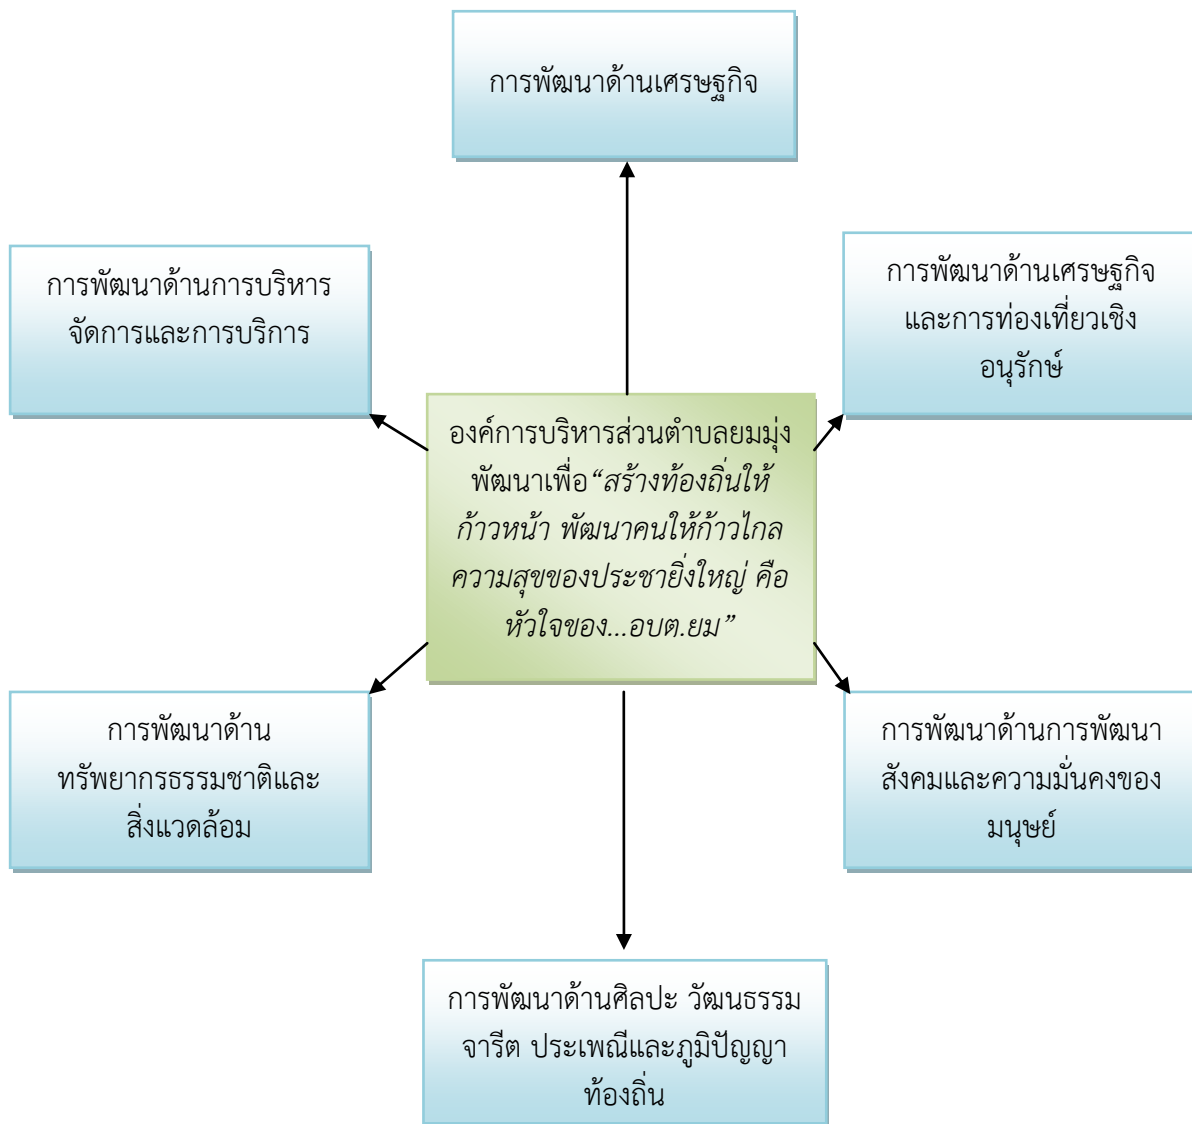 การพัฒนาด้านเศรษฐกิจ
การพัฒนาด้านการบริหาร
จัดการและการบริการ
การพัฒนาด้านเศรษฐกิจ
และการท่องเที่ยวเชิง
อนุรักษ์
องค์การบริหารส่วนตำบลยมมุ่ง
พัฒนาเพื่อ“สร้างท้องถิ่นให้
ก้าวหน้า พัฒนาคนให้ก้าวไกล
ความสุขของประชายิ่งใหญ่ คือ
หัวใจของ...อบต.ยม”
การพัฒนาด้าน
ทรัพยากรธรรมชาติและ
สิ่งแวดล้อม
การพัฒนาด้านการพัฒนา
สังคมและความมั่นคงของ
มนุษย์
การพัฒนาด้านศิลปะ วัฒนธรรม
จารีต ประเพณีและภูมิปัญญา
ท้องถิ่น